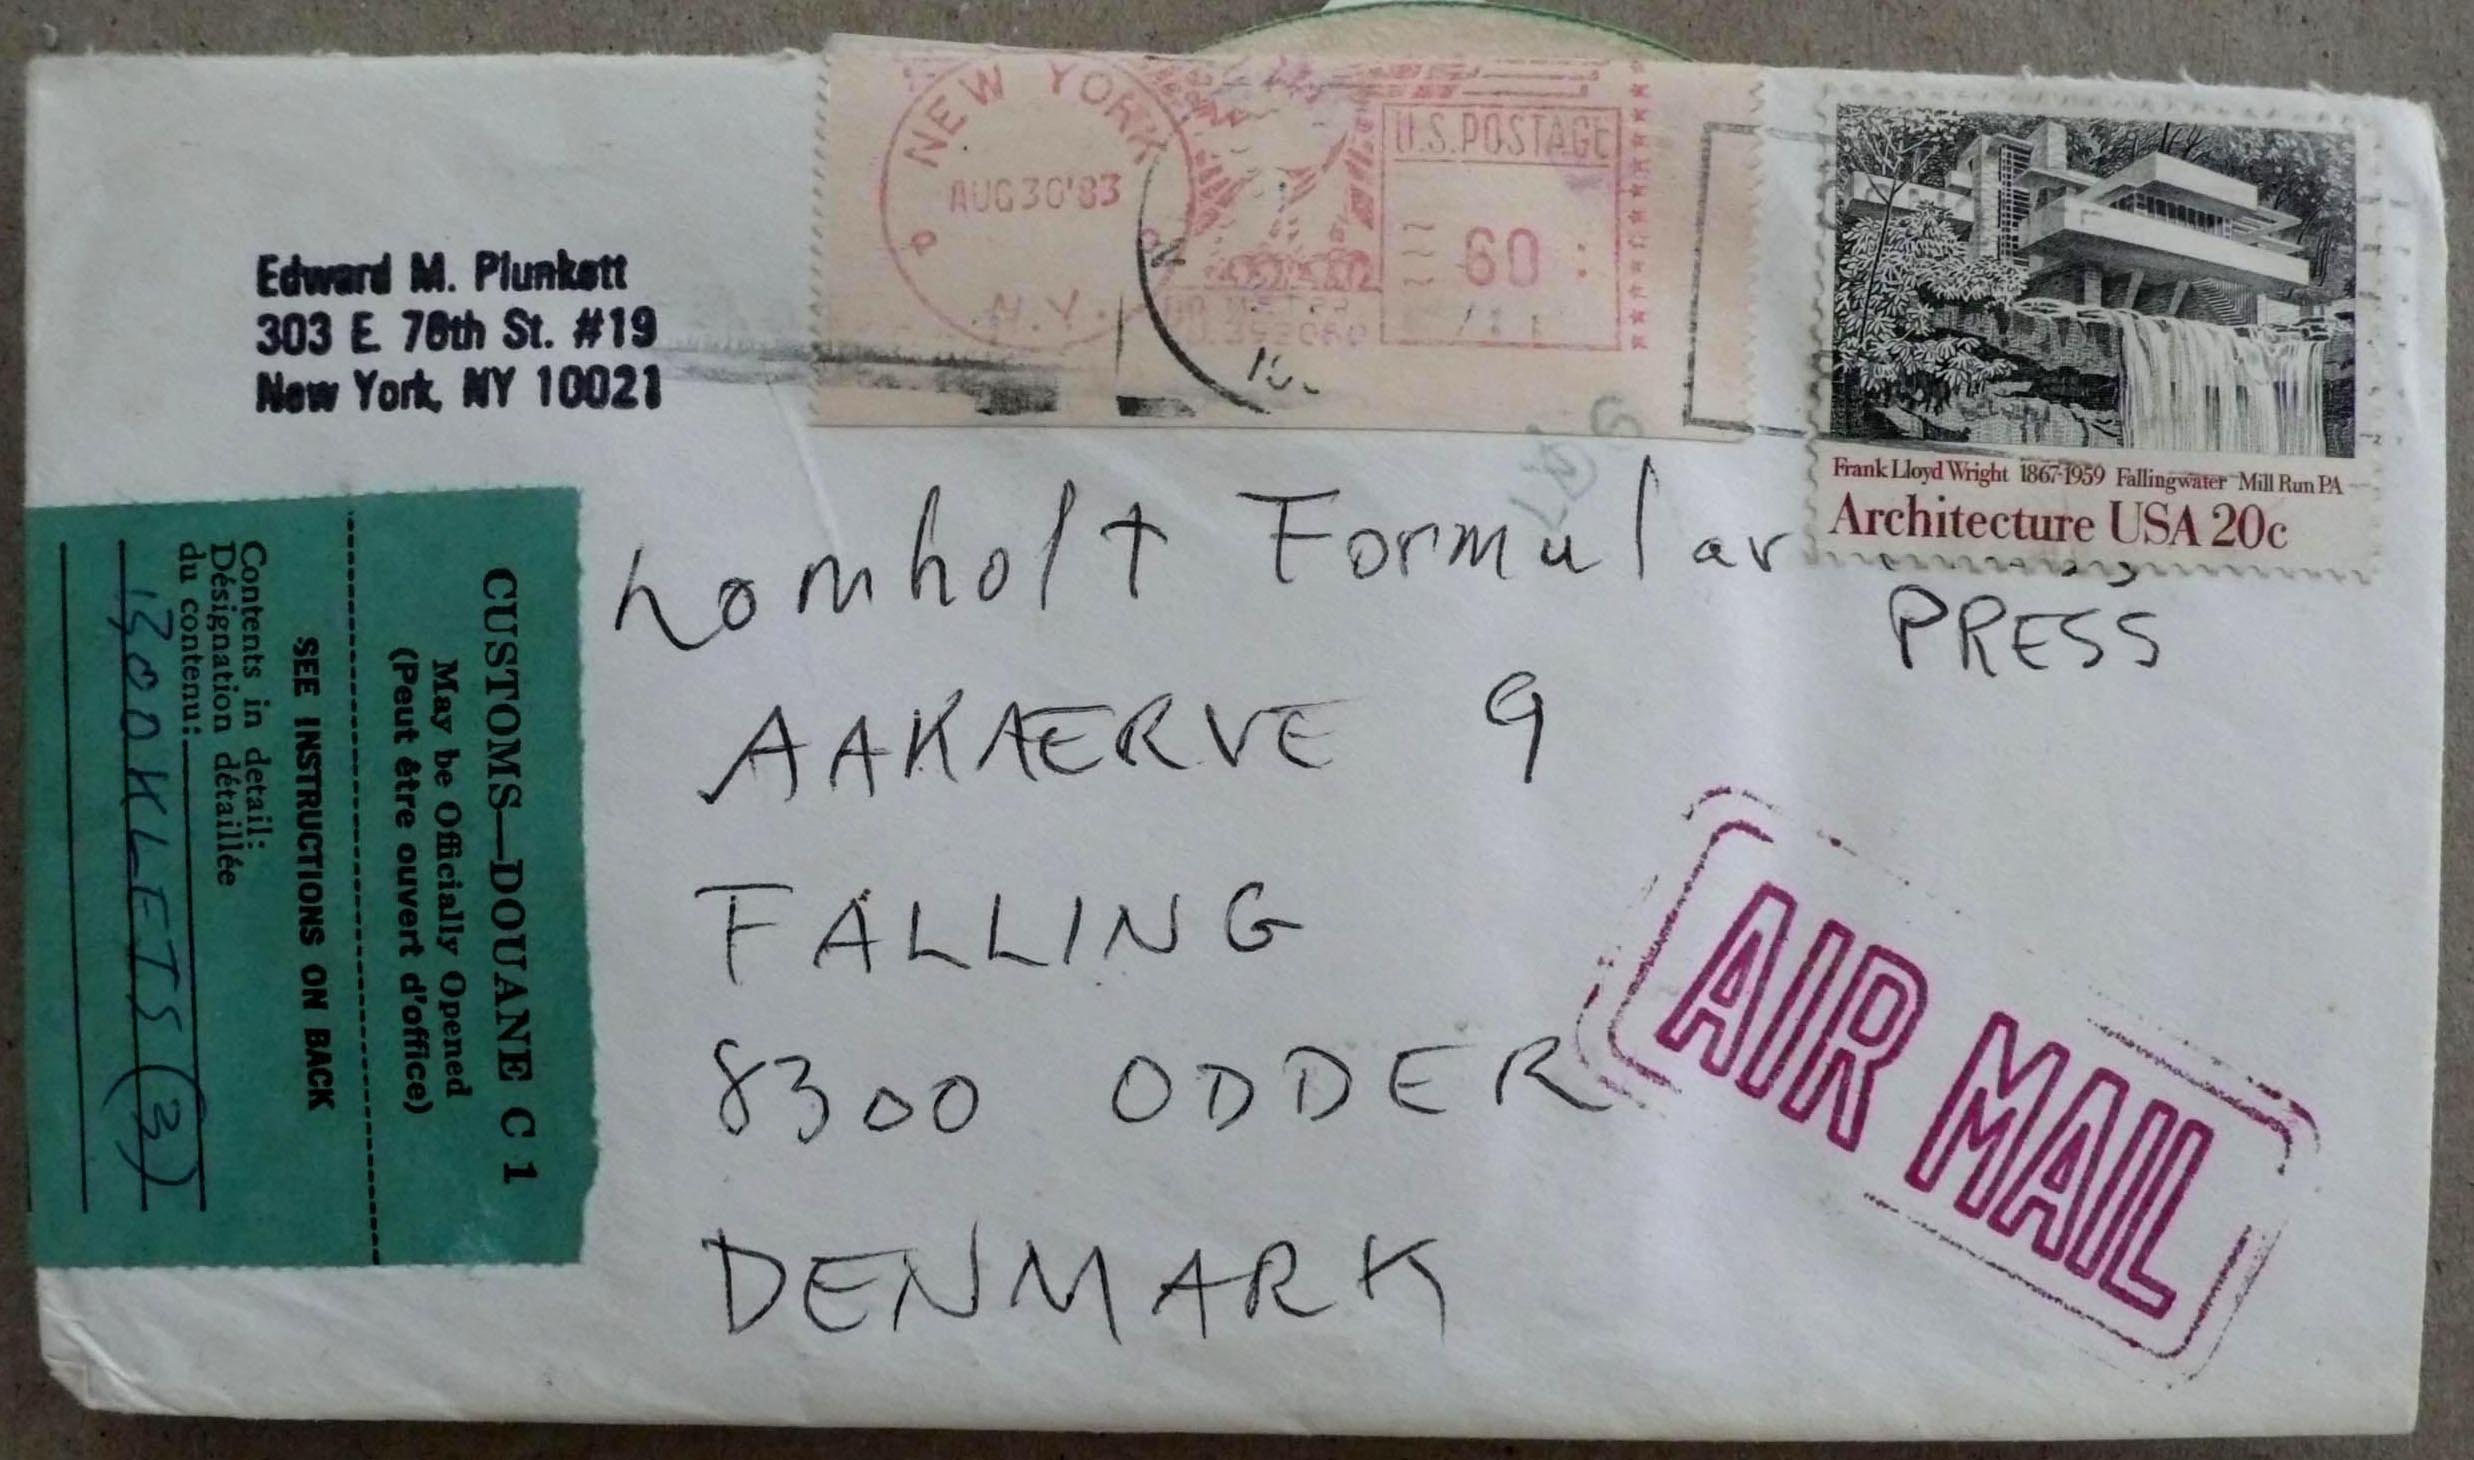 Edward M. Plunkett
303 E. 76th St. #19
New York, NY 10021
NEW YORK
AUG 30 '83
N.Y.
U.S. POSTAGE
60
Frank Lloyd Wright 1867-1959 Fallingwater Mill Run PA
Architecture USA 20c
Lomholt Formular
PRESS
AAKAERVE 9
FALLING
8300 ODDER
DENMARK
AIR MAIL
CUSTOMS—DOUANE C 1
May be Officially Opened
(Peut être ouvert d'office)
SEE INSTRUCTIONS ON BACK
Contents in detail:
Désignation détaillée
du contenu:
BOOKLETS (3)